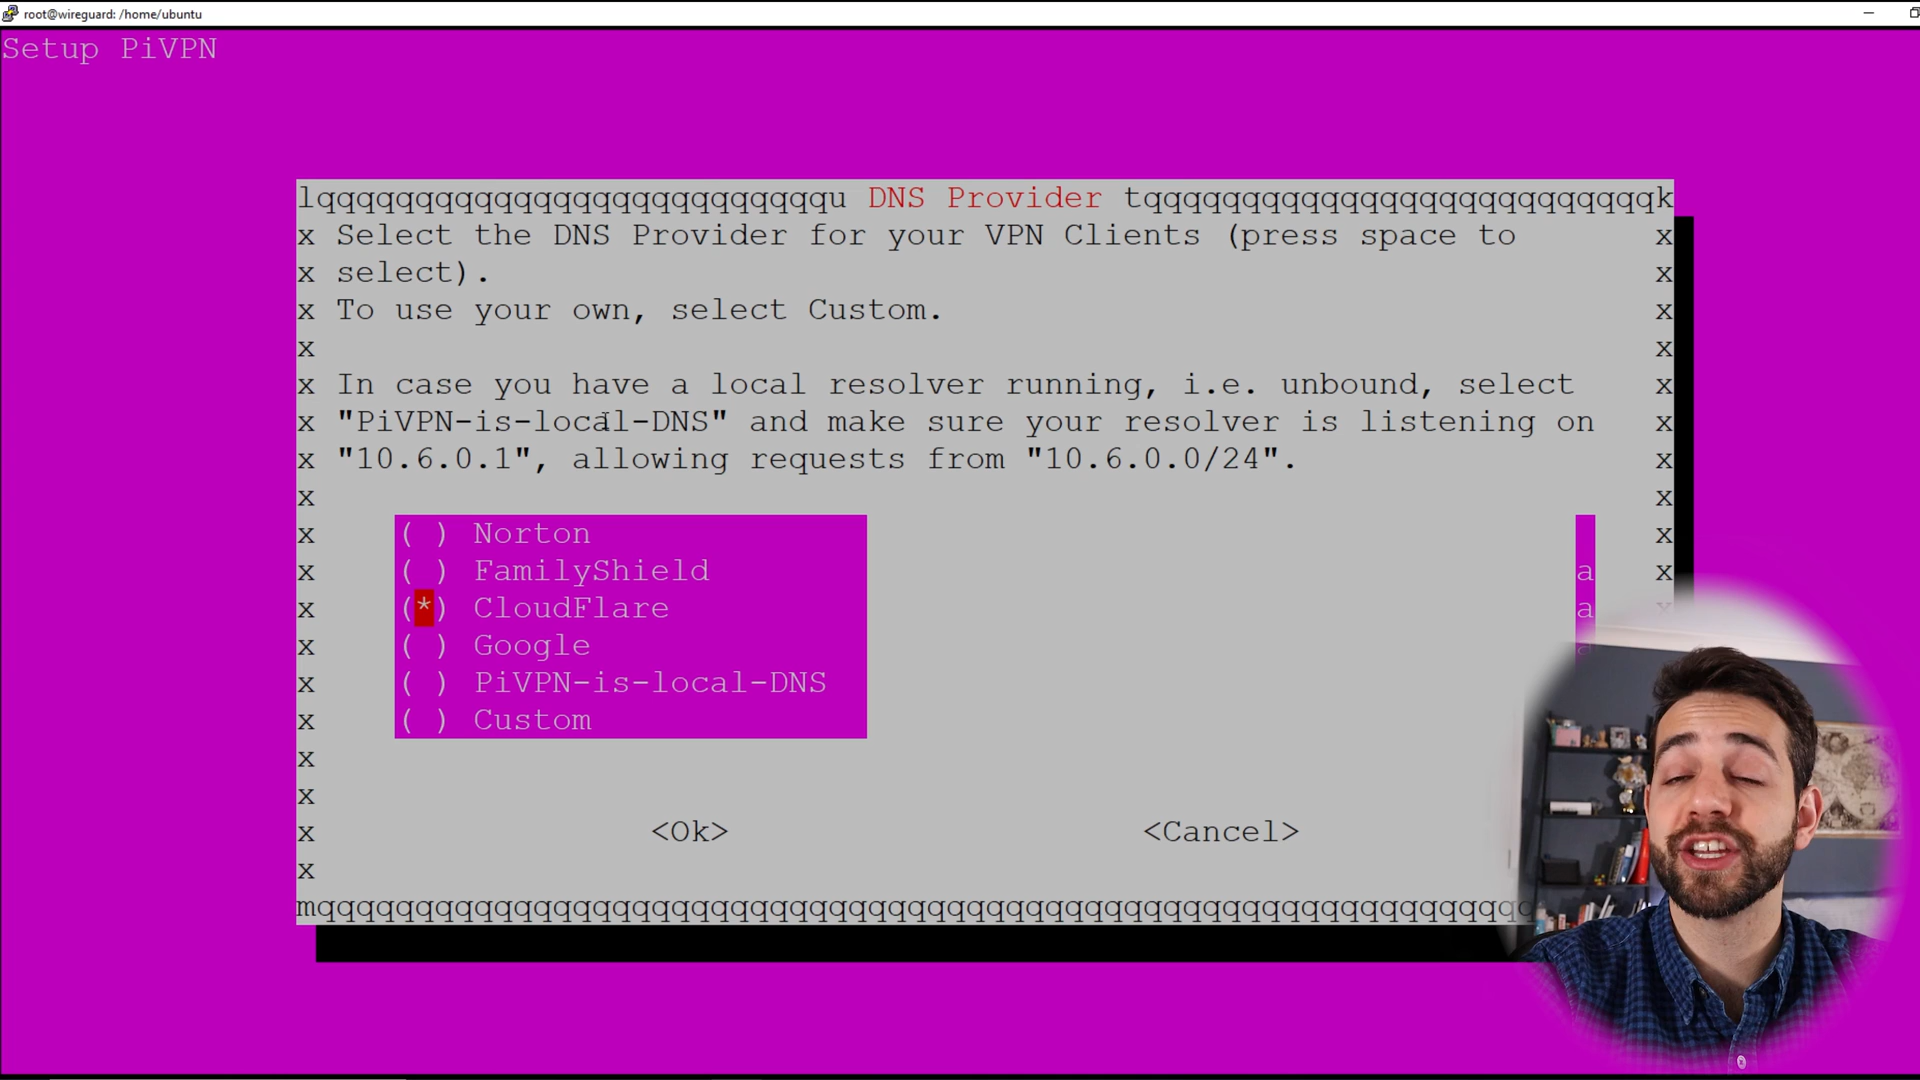 root@wireguard: /home/ubuntu
Setup PiVPN
lqqqqqqqqqqqqqqqqqqqqqqqqqqqu DNS Provider tqqqqqqqqqqqqqqqqqqqqqqqqqqk
x Select the DNS Provider for your VPN Clients (press space to x
x select). x
x To use your own, select Custom. x
x x
x In case you have a local resolver running, i.e. unbound, select x
x "PiVPN-is-local-DNS" and make sure your resolver is listening on x
x "10.6.0.1", allowing requests from "10.6.0.0/24". x
x x
x ( ) Norton x
x ( ) FamilyShield a x
x (*) CloudFlare a x
x ( ) Google
x ( ) PiVPN-is-local-DNS
x ( ) Custom
x
x
x <Ok> <Cancel>
x
mqqqqqqqqqqqqqqqqqqqqqqqqqqqqqqqqqqqqqqqqqqqqqqqqqqqqqqqqqqqqqq